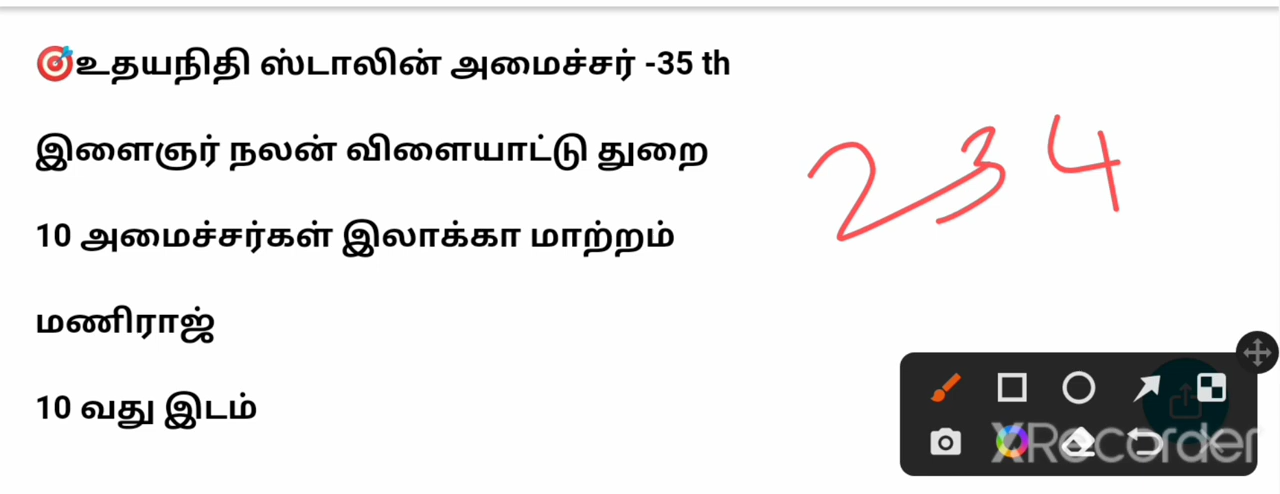 🎯உதயநிதி ஸ்டாலின் அமைச்சர் -35 th
இளைஞர் நலன் விளையாட்டு துறை
234
10 அமைச்சர்கள் இலாக்கா மாற்றம்
மணிராஜ்
10 வது இடம்
XRecorder